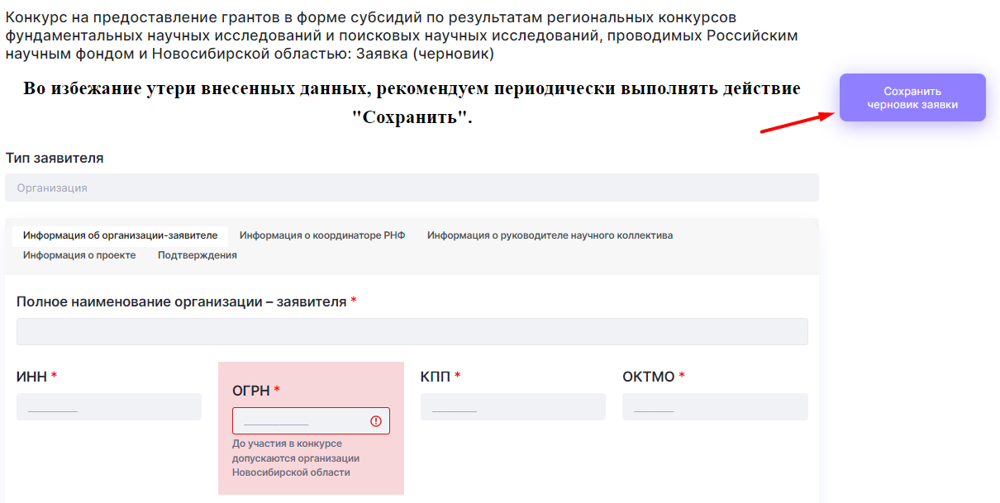 Конкурс на предоставление грантов в форме субсидий по результатам региональных конкурсов
фундаментальных научных исследований и поисковых научных исследований, проводимых Российским
научным фондом и Новосибирской областью: Заявка (черновик)
Во избежание утери внесенных данных, рекомендуем периодически выполнять действие
"Сохранить".
Сохранить
черновик заявки
Тип заявителя
Организация
Информация об организации-заявителе Информация о координаторе РНФ Информация о руководителе научного коллектива
Информация о проекте Подтверждения
Полное наименование организации – заявителя *
ИНН * ОГРН * КПП * ОКТМО *
До участия в конкурсе
допускаются организации
Новосибирской области